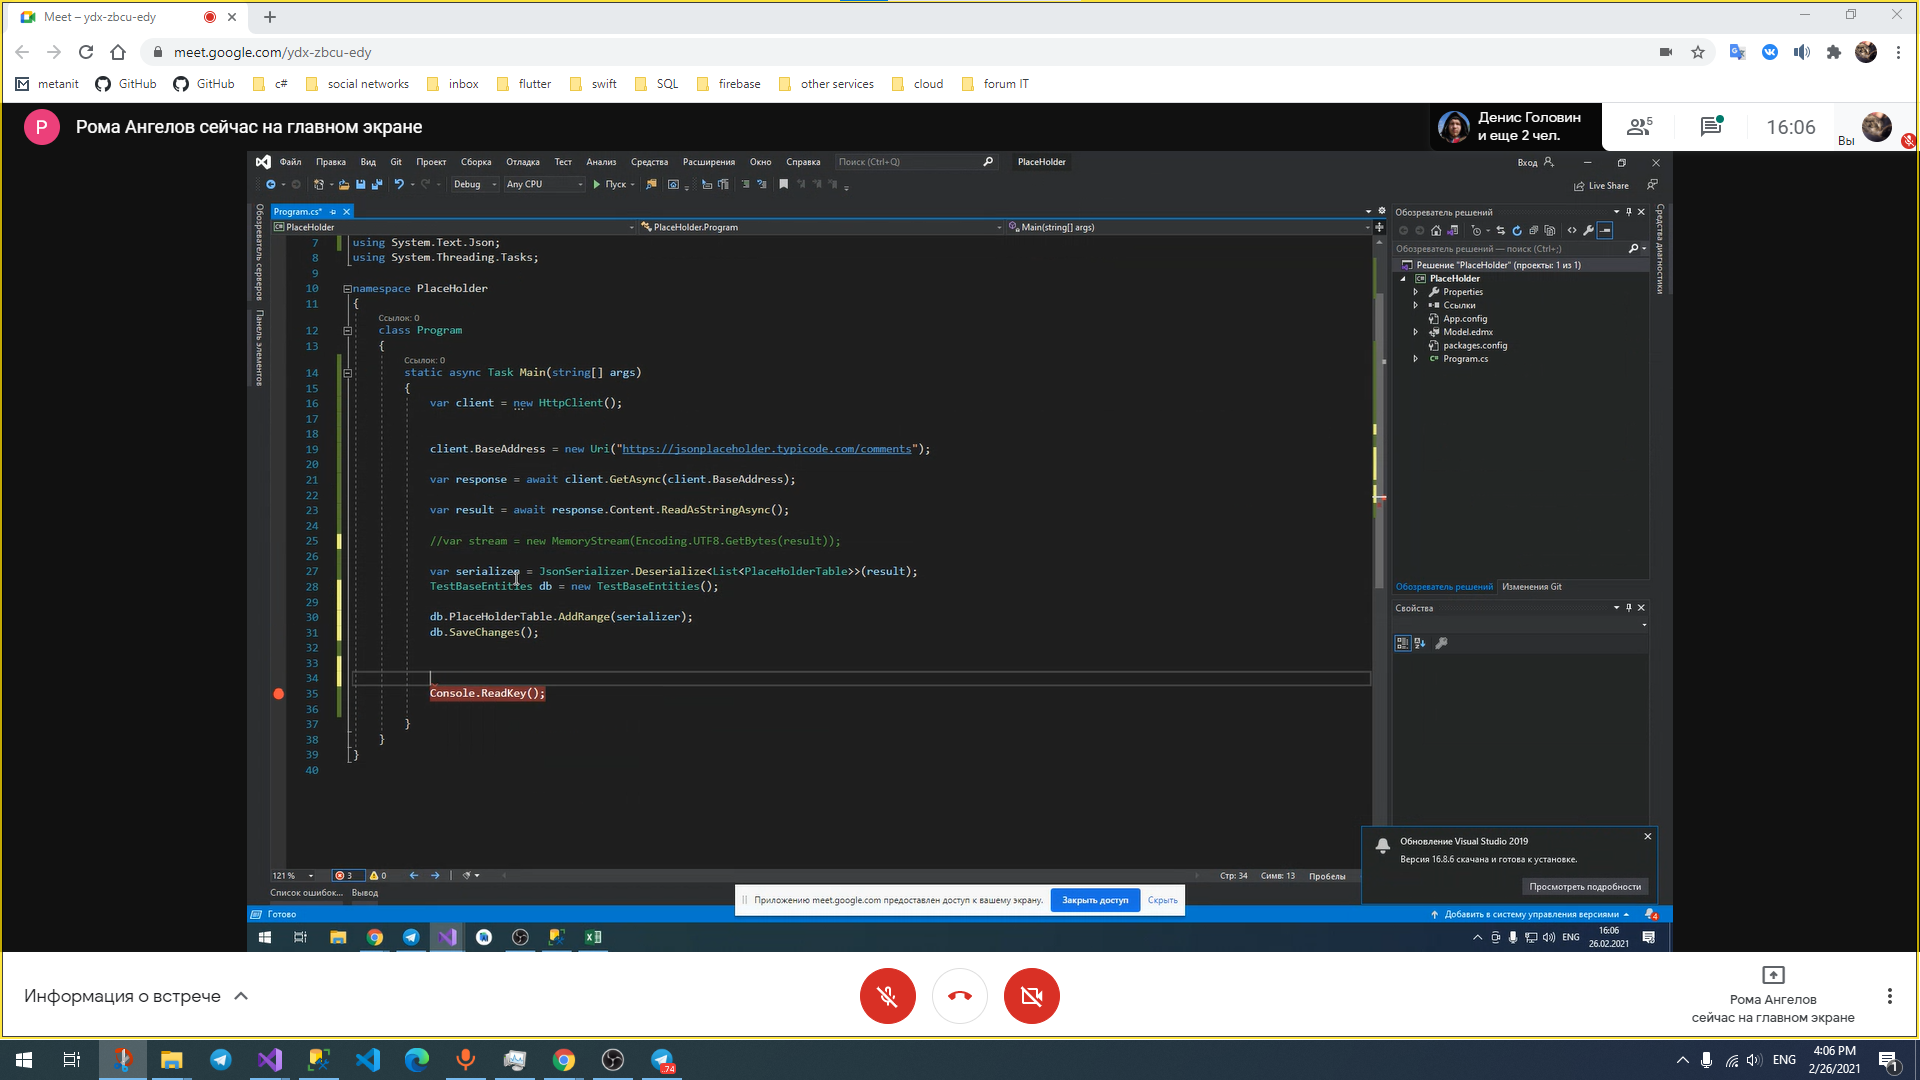 Meet – ydx-zbcu-edy
meet.google.com/ydx-zbcu-edy
metanit
GitHub
GitHub
c#
social networks
inbox
flutter
swift
SQL
firebase
other services
cloud
forum IT
Р
Рома Ангелов сейчас на главном экране
Денис Головин
и еще 2 чел.
5
16:06
Вы
Файл Правка Вид Git Проект Сборка Отладка Тест Анализ Средства Расширения Окно Справка
Поиск (Ctrl+Q)
PlaceHolder
Вход
Debug
Any CPU
Пуск
Live Share
Обозреватель серверов
Панель элементов
Program.cs*
PlaceHolder
PlaceHolder.Program
Main(string[] args)
7 using System.Text.Json;
8 using System.Threading.Tasks;
9
10 namespace PlaceHolder
11 {
Ссылок: 0
12 class Program
13 {
Ссылок: 0
14 static async Task Main(string[] args)
15 {
16 var client = new HttpClient();
17
18
19 client.BaseAddress = new Uri("https://jsonplaceholder.typicode.com/comments");
20
21 var response = await client.GetAsync(client.BaseAddress);
22
23 var result = await response.Content.ReadAsStringAsync();
24
25 //var stream = new MemoryStream(Encoding.UTF8.GetBytes(result));
26
27 var serializer = JsonSerializer.Deserialize<List<PlaceHolderTable>>(result);
28 TestBaseEntities db = new TestBaseEntities();
29
30 db.PlaceHolderTable.AddRange(serializer);
31 db.SaveChanges();
32
33
34
35 Console.ReadKey();
36
37 }
38 }
39 }
40
Обозреватель решений
Обозреватель решений — поиск (Ctrl+;)
Решение "PlaceHolder" (проекты: 1 из 1)
PlaceHolder
Properties
Ссылки
App.config
Model.edmx
packages.config
Program.cs
Средства диагностики
Обозреватель решений
Изменения Git
Свойства
Обновление Visual Studio 2019
Версия 16.8.6 скачана и готова к установке.
Просмотреть подробности
121 %
3
0
Стр: 34
Симв: 13
Пробелы
Список ошибок...
Вывод
Приложению meet.google.com предоставлен доступ к вашему экрану.
Закрыть доступ
Скрыть
Готово
Добавить в систему управления версиями
4
ENG
16:06
26.02.2021
Информация о встрече
Рома Ангелов
сейчас на главном экране
74
ENG
4:06 PM
2/26/2021
1